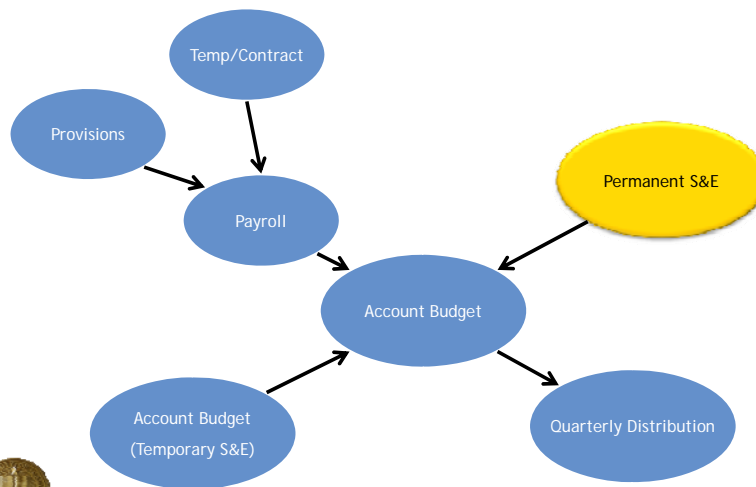 Temp/Contract
Provisions
Permanent S&E
Payroll
Account Budget
Account Budget
(Temporary S&E)
Quarterly Distribution